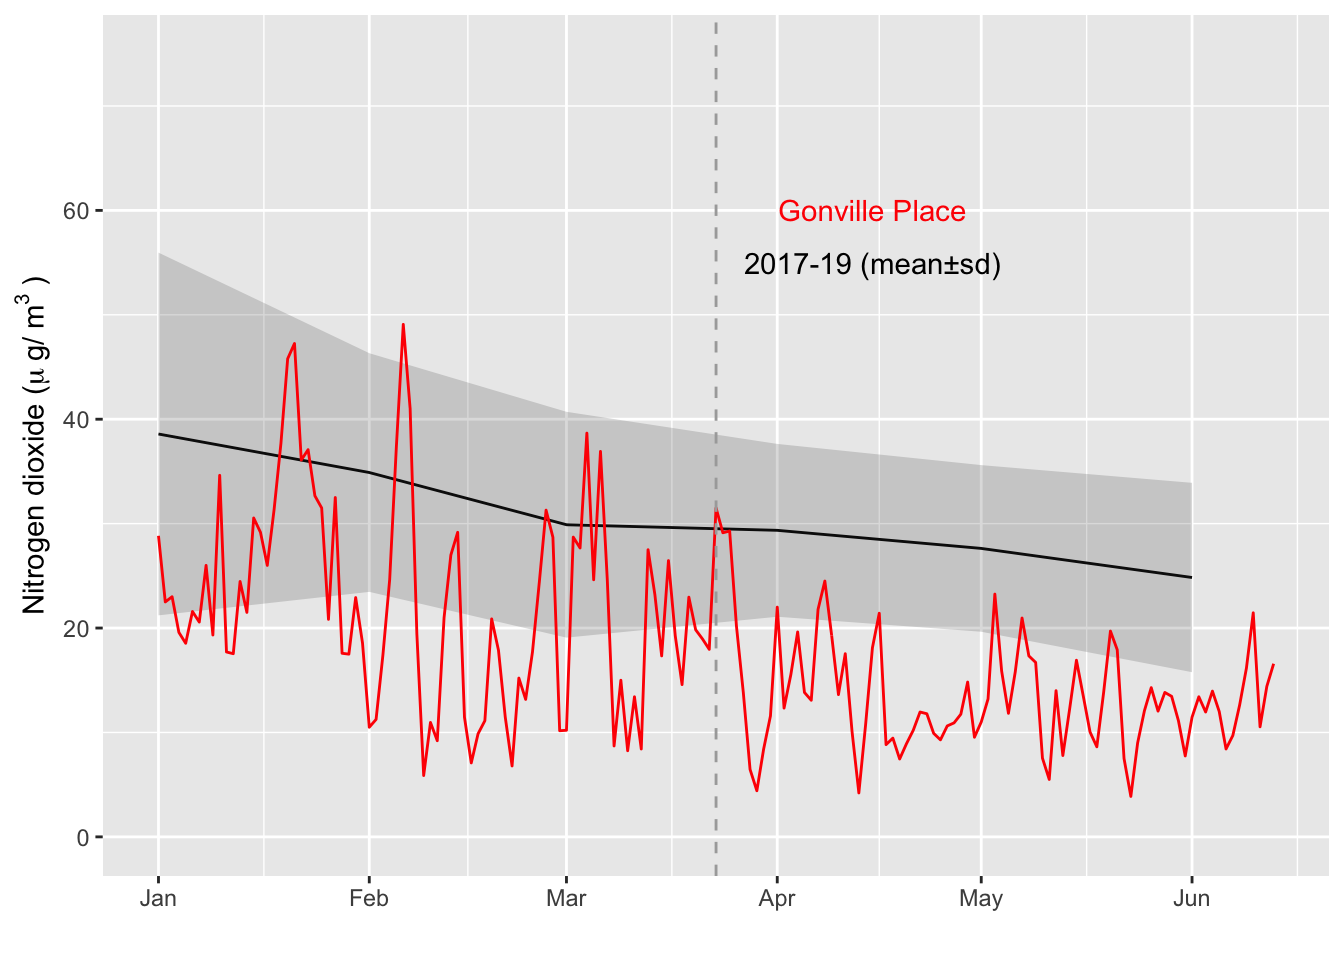 Nitrogen dioxide (μ g/ m³ )
60
40
20
0
Gonville Place
2017-19 (mean±sd)
Jan Feb Mar Apr May Jun